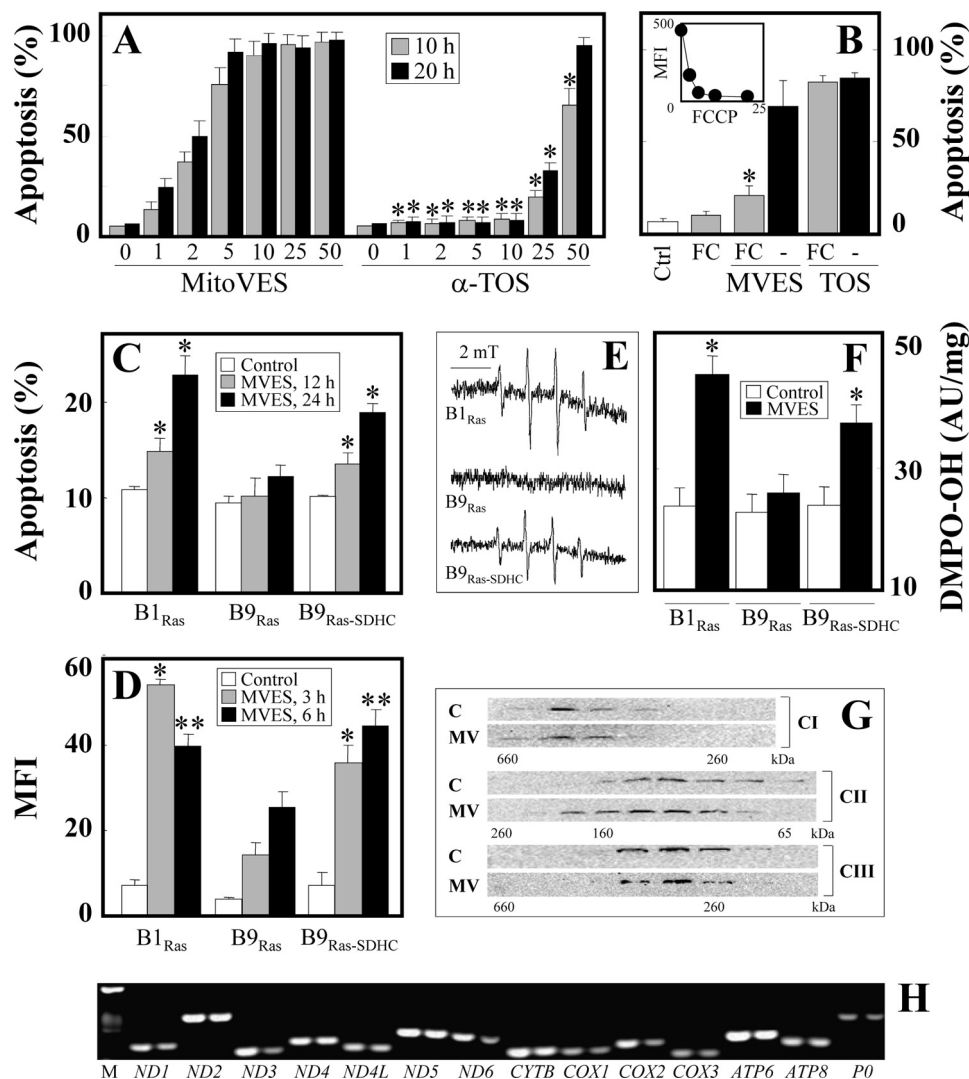 A
Apoptosis (%)
100
50
0
10 h
20 h
* * * * * * * * * * *
0 1 2 5 10 25 50 0 1 2 5 10 25 50
MitoVES α-TOS
B
500
MFI
0
FCCP
25
*
100
50
0
Apoptosis (%)
Ctrl FC FC - FC -
MVES TOS
C
Apoptosis (%)
20
10
0
Control
MVES, 12 h
MVES, 24 h
* * * *
B1Ras B9Ras B9Ras-SDHC
E
2 mT
B1Ras
B9Ras
B9Ras-SDHC
F
Control
MVES
* *
50
30
10
DMPO-OH (AU/mg)
B1Ras B9Ras B9Ras-SDHC
D
MFI
60
40
20
0
Control
MVES, 3 h
MVES, 6 h
* ** * **
B1Ras B9Ras B9Ras-SDHC
G
C
MV
CI
660 260 kDa
C
MV
CII
260 160 65 kDa
C
MV
CIII
660 260 kDa
H
M ND1 ND2 ND3 ND4 ND4L ND5 ND6 CYTB COX1 COX2 COX3 ATP6 ATP8 P0